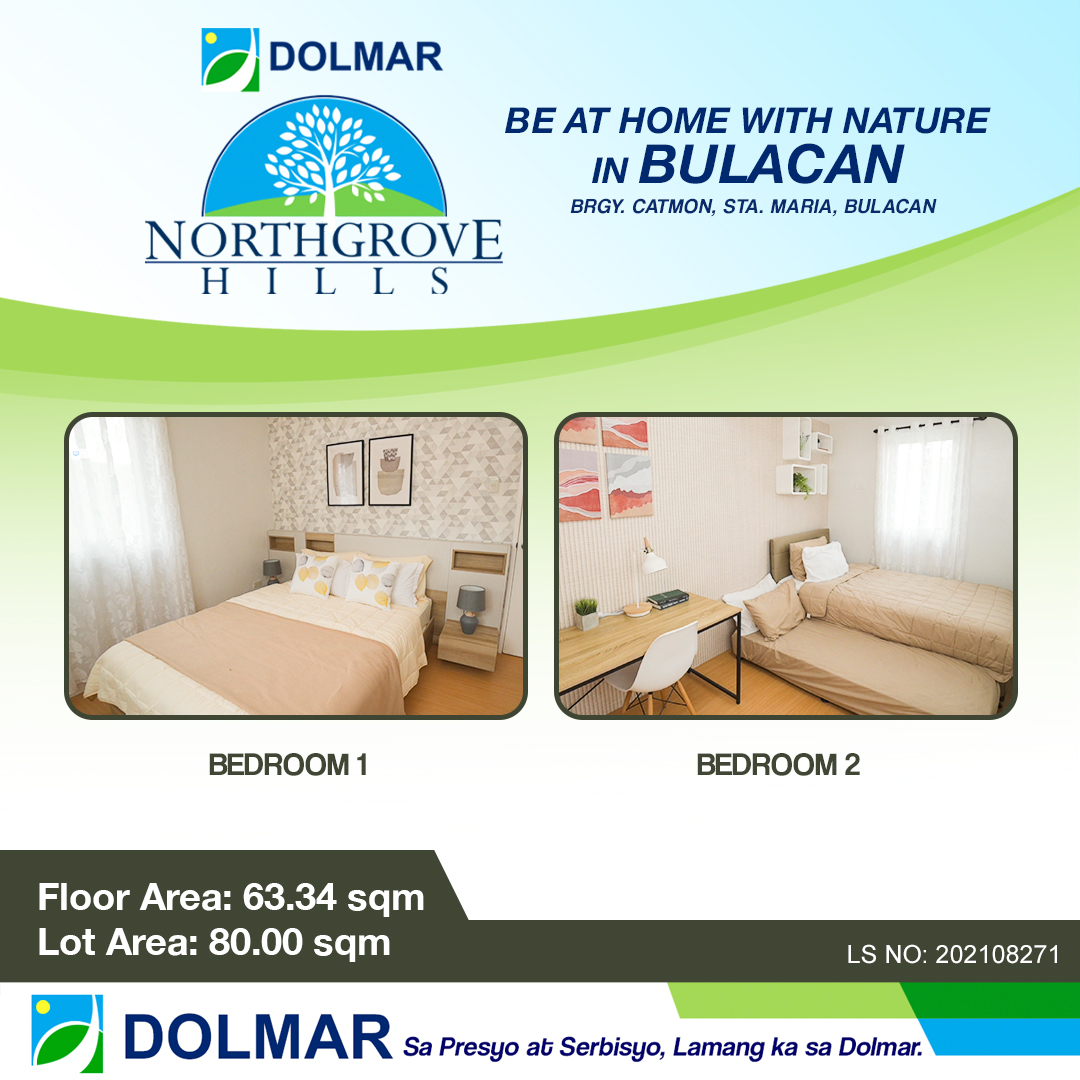 DOLMAR
NORTHGROVE
HILLS
BE AT HOME WITH NATURE
IN BULACAN
BRGY. CATMON, STA. MARIA, BULACAN
BEDROOM 1
BEDROOM 2
Floor Area: 63.34 sqm
Lot Area: 80.00 sqm
LS NO: 202108271
DOLMAR
Sa Presyo at Serbisyo, Lamang ka sa Dolmar.